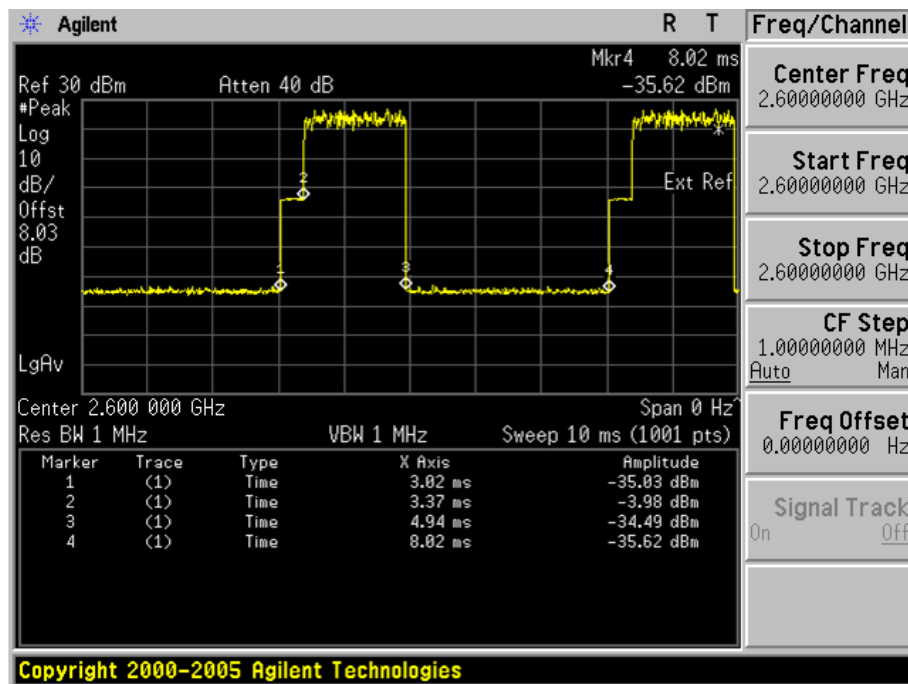 Agilent R T Freq/Channel
Mkr4 8.02 ms
Ref 30 dBm Atten 40 dB -35.62 dBm
#Peak
Log
10
dB/
Offst
8.03
dB
LgAv
2
1
3
4
Ext Ref
Center 2.600 000 GHz Span 0 Hz^
Res BW 1 MHz VBW 1 MHz Sweep 10 ms (1001 pts)
Marker Trace Type X Axis Amplitude
1 (1) Time 3.02 ms -35.03 dBm
2 (1) Time 3.37 ms -3.98 dBm
3 (1) Time 4.94 ms -34.49 dBm
4 (1) Time 8.02 ms -35.62 dBm
Center Freq
2.60000000 GHz
Start Freq
2.60000000 GHz
Stop Freq
2.60000000 GHz
CF Step
1.00000000 MHz
Auto Man
Freq Offset
0.00000000 Hz
Signal Track
On Off
Copyright 2000-2005 Agilent Technologies